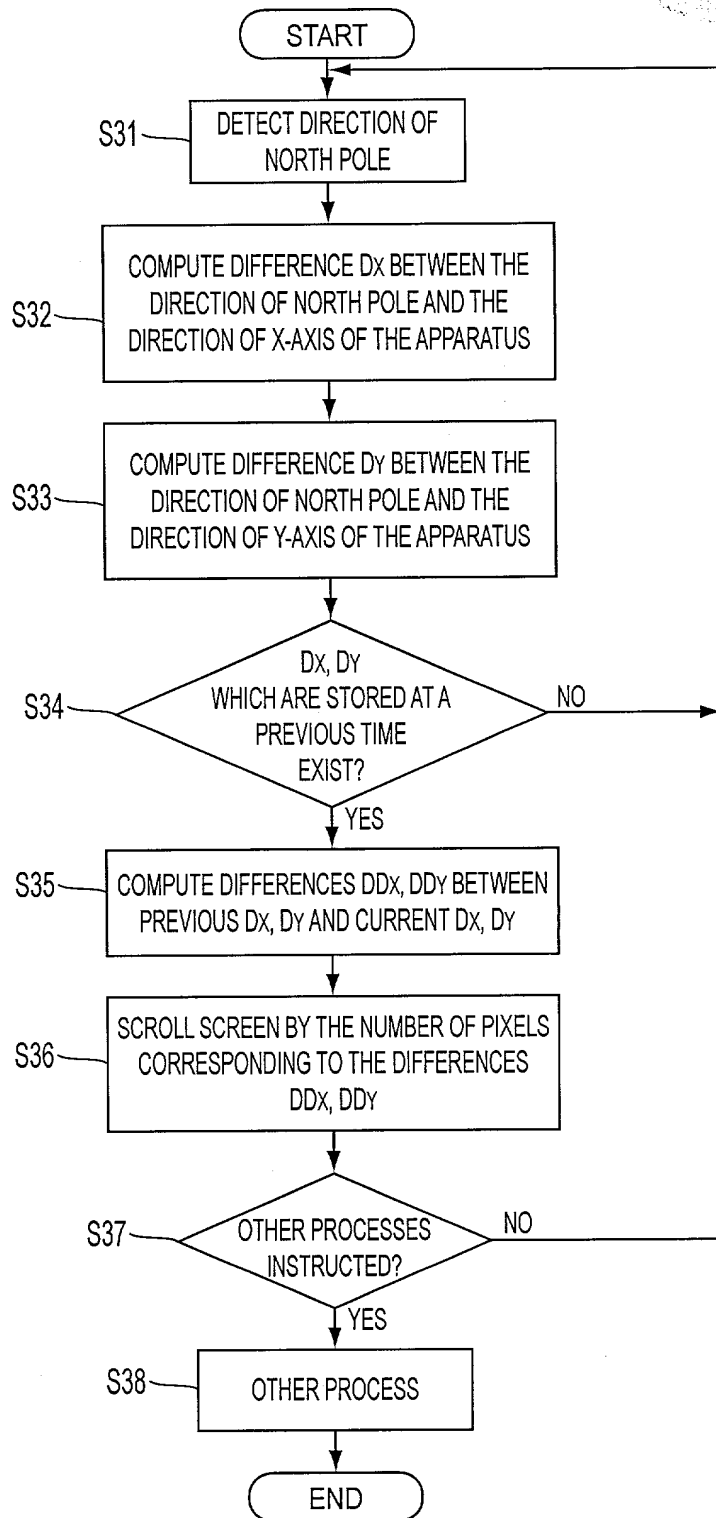 START
S31
DETECT DIRECTION OF
NORTH POLE
S32
COMPUTE DIFFERENCE DX BETWEEN THE
DIRECTION OF NORTH POLE AND THE
DIRECTION OF X-AXIS OF THE APPARATUS
S33
COMPUTE DIFFERENCE DY BETWEEN THE
DIRECTION OF NORTH POLE AND THE
DIRECTION OF Y-AXIS OF THE APPARATUS
S34
DX, DY
WHICH ARE STORED AT A
PREVIOUS TIME
EXIST?
NO
YES
S35
COMPUTE DIFFERENCES DDX, DDY BETWEEN
PREVIOUS DX, DY AND CURRENT DX, DY
S36
SCROLL SCREEN BY THE NUMBER OF PIXELS
CORRESPONDING TO THE DIFFERENCES
DDX, DDY
S37
OTHER PROCESSES
INSTRUCTED?
NO
YES
S38
OTHER PROCESS
END